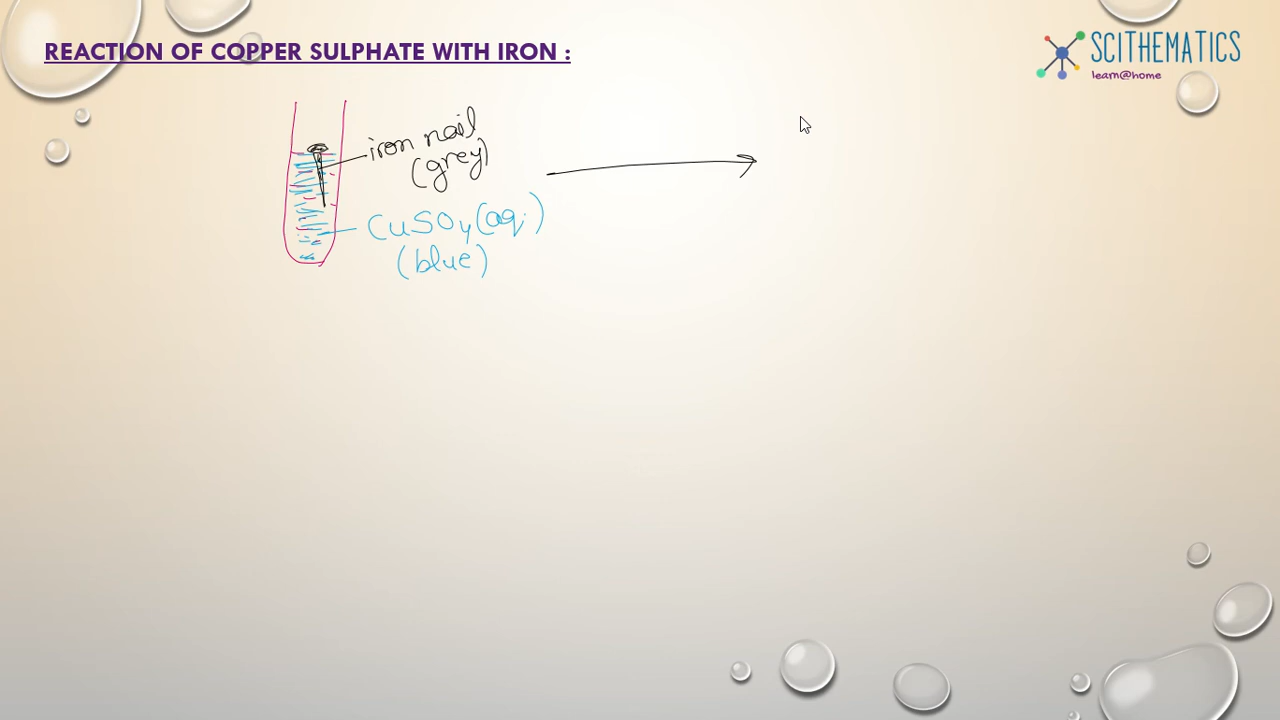 REACTION OF COPPER SULPHATE WITH IRON :
SCITHEMATICS
learn@home
iron nail
(grey)
CuSO4(aq.)
(blue)